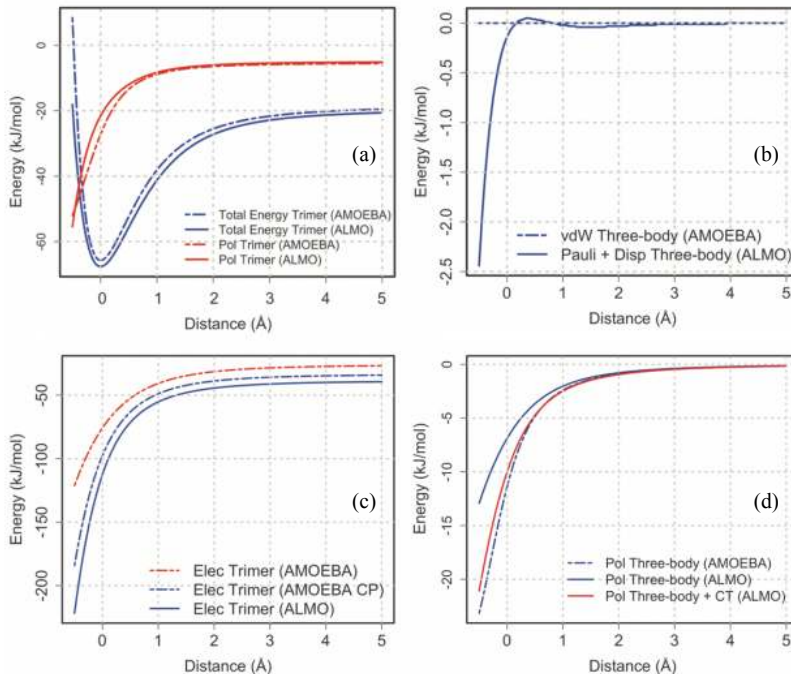 0
20
40
60
Energy (kJ/mol)
(a)
Total Energy Trimer (AMOEBA)
Total Energy Trimer (ALMO)
Pol Trimer (AMOEBA)
Pol Trimer (ALMO)
0 1 2 3 4 5
Distance (Å)
0.0
-0.5
-1.0
-1.5
-2.0
-2.5
Energy (kJ/mol)
(b)
vdW Three-body (AMOEBA)
Pauli + Disp Three-body (ALMO)
0 1 2 3 4 5
Distance (Å)
-50
-100
-150
-200
Energy (kJ/mol)
(c)
Elec Trimer (AMOEBA)
Elec Trimer (AMOEBA CP)
Elec Trimer (ALMO)
0 1 2 3 4 5
Distance (Å)
0
-5
-10
-15
-20
Energy (kJ/mol)
(d)
Pol Three-body (AMOEBA)
Pol Three-body (ALMO)
Pol Three-body + CT (ALMO)
0 1 2 3 4 5
Distance (Å)